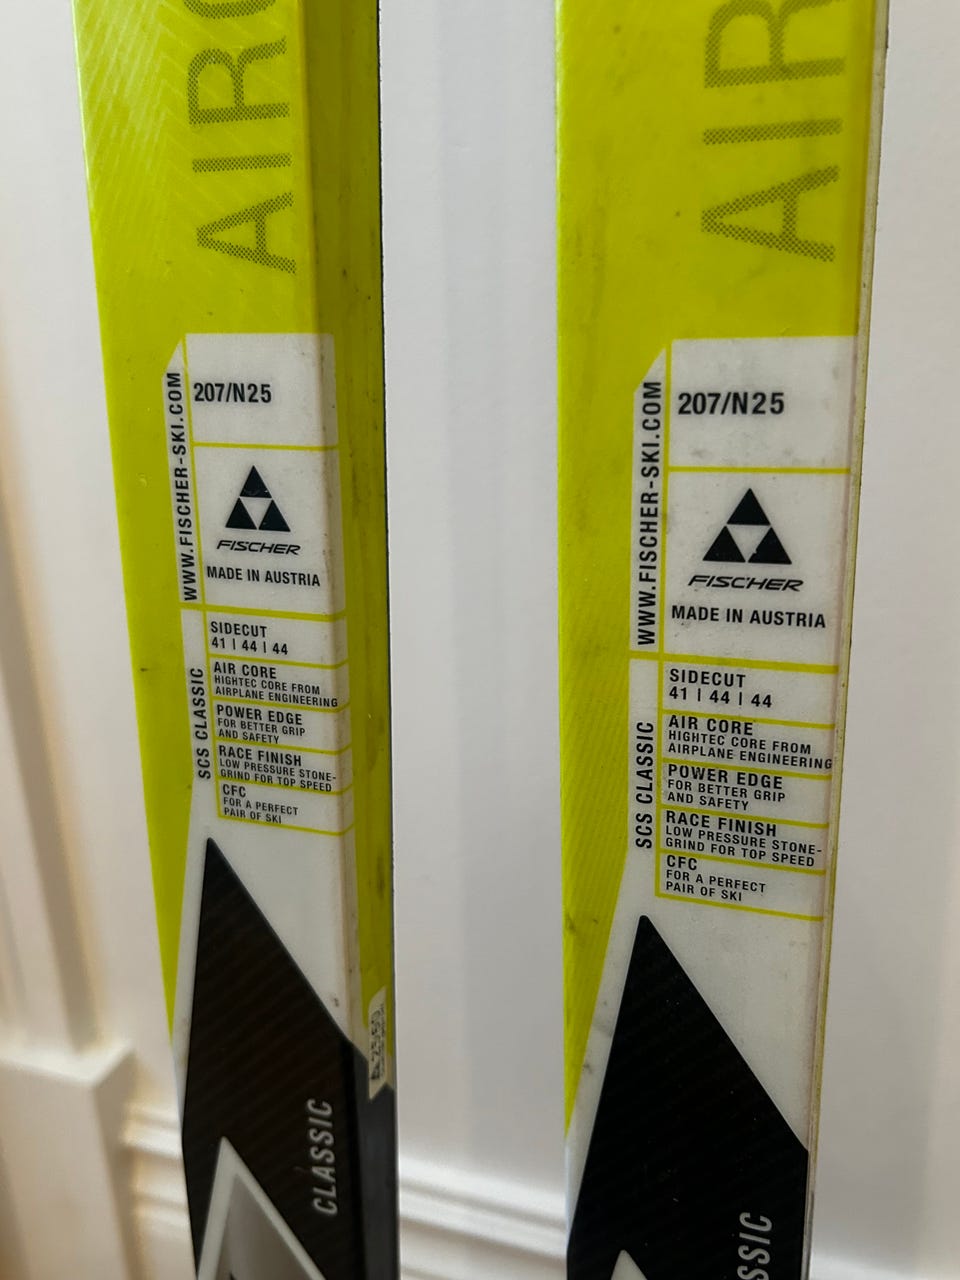 AIRC
207/N25
WWW.FISCHER-SKI.COM
FISCHER
MADE IN AUSTRIA
SCS CLASSIC
SIDECUT
41 | 44 | 44
AIR CORE
HIGHTEC CORE FROM
AIRPLANE ENGINEERING
POWER EDGE
FOR BETTER GRIP
AND SAFETY
RACE FINISH
LOW PRESSURE STONE-
GRIND FOR TOP SPEED
CFC
FOR A PERFECT
PAIR OF SKI
CLASSIC
AIR
207/N25
WWW.FISCHER-SKI.COM
FISCHER
MADE IN AUSTRIA
SCS CLASSIC
SIDECUT
41 | 44 | 44
AIR CORE
HIGHTEC CORE FROM
AIRPLANE ENGINEERING
POWER EDGE
FOR BETTER GRIP
AND SAFETY
RACE FINISH
LOW PRESSURE STONE-
GRIND FOR TOP SPEED
CFC
FOR A PERFECT
PAIR OF SKI
SSIC